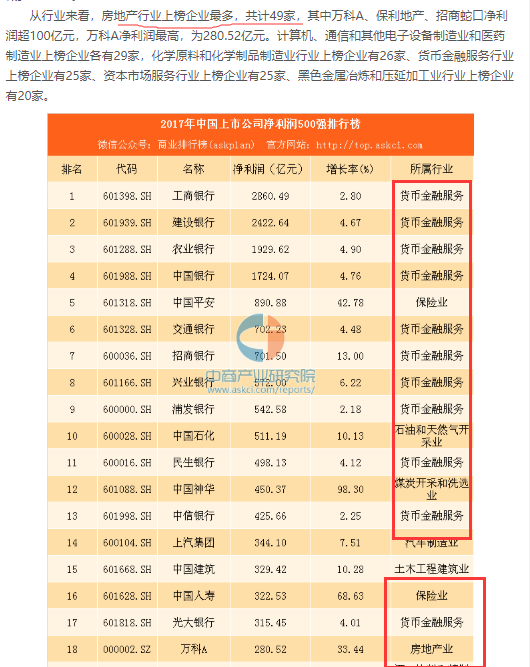 从行业来看，房地产行业上榜企业最多，共计49家，其中万科A、保利地产、招商蛇口净利
润超100亿元，万科A净利润最高，为280.52亿元。计算机、通信和其他电子设备制造业和医药
制造业上榜企业各有29家，化学原料和化学制品制造业行业上榜企业有26家、货币金融服务行业
上榜企业有25家、资本市场服务行业上榜企业有25家、黑色金属冶炼和压延加工业行业上榜企业
有20家。
2017年中国上市公司净利润500强排行榜
微信公众号：商业排行榜(askplan) 官方网站：http://top.askci.com
排名 代码 名称 净利润（亿元） 增长率(%) 所属行业
1 601398.SH 工商银行 2860.49 2.80 货币金融服务
2 601939.SH 建设银行 2422.64 4.67 货币金融服务
3 601288.SH 农业银行 1929.62 4.90 货币金融服务
4 601988.SH 中国银行 1724.07 4.76 货币金融服务
5 601318.SH 中国平安 890.88 42.78 保险业
6 601328.SH 交通银行 702.23 4.48 货币金融服务
7 600036.SH 招商银行 701.50 13.00 货币金融服务
8 601166.SH 兴业银行 572.00 6.22 货币金融服务
中商产业研究院
www.askci.com/reports/
9 600000.SH 浦发银行 542.58 2.18 货币金融服务
10 600028.SH 中国石化 511.19 10.13 石油和天然气开
采业
11 600016.SH 民生银行 498.13 4.12 货币金融服务
12 601088.SH 中国神华 450.37 98.30 煤炭开采和洗选
业
13 601998.SH 中信银行 425.66 2.25 货币金融服务
14 600104.SH 上汽集团 344.10 7.51 汽车制造业
15 601668.SH 中国建筑 329.42 10.28 土木工程建筑业
16 601628.SH 中国人寿 322.53 68.63 保险业
17 601818.SH 光大银行 315.45 4.01 货币金融服务
18 000002.SZ 万科A 280.52 33.44 房地产业